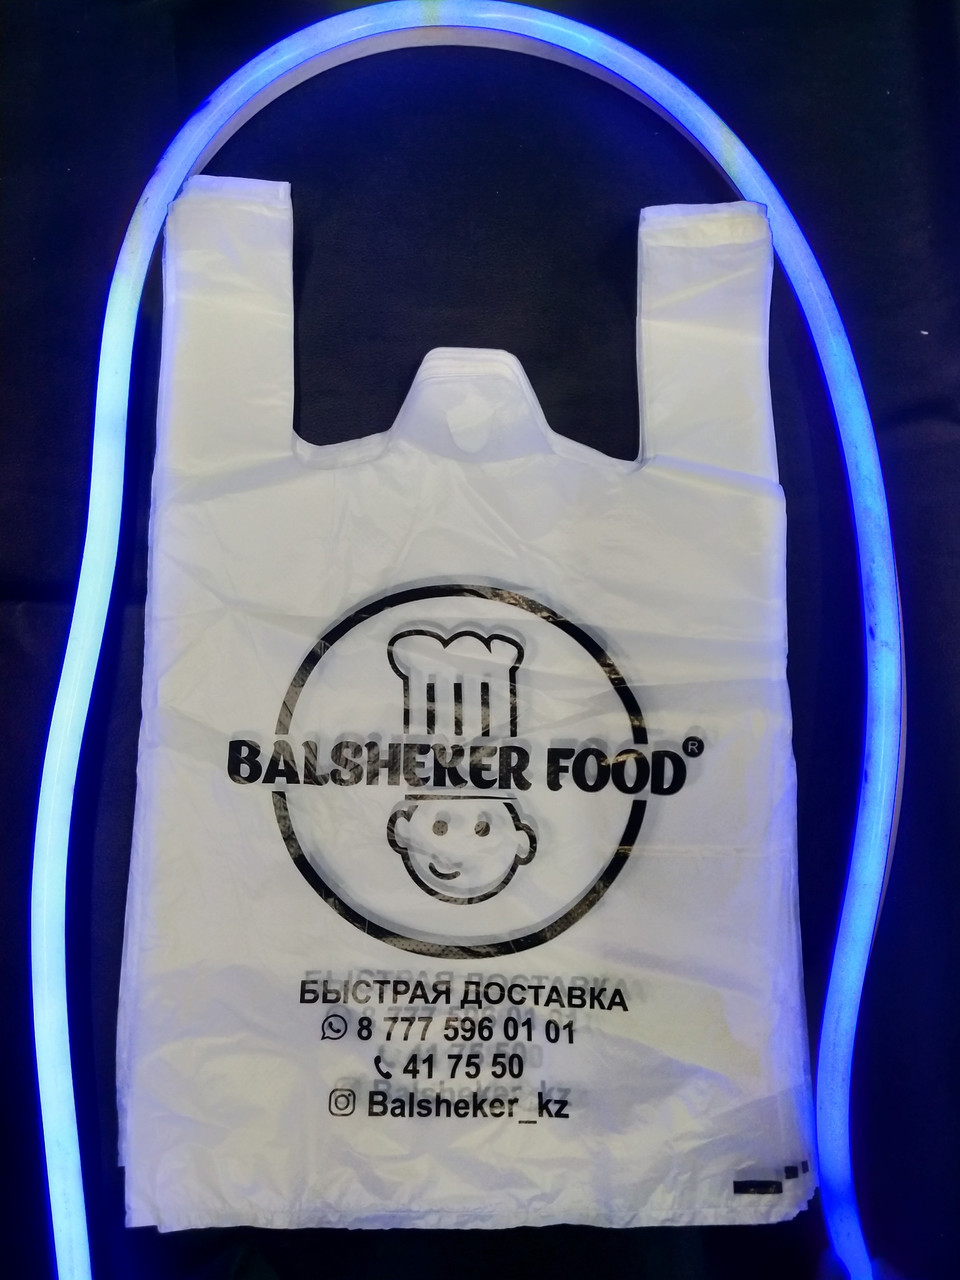 BALSHEKER FOOD®
БЫСТРАЯ ДОСТАВКА
8 777 596 01 01
41 75 50
Balsheker_kz